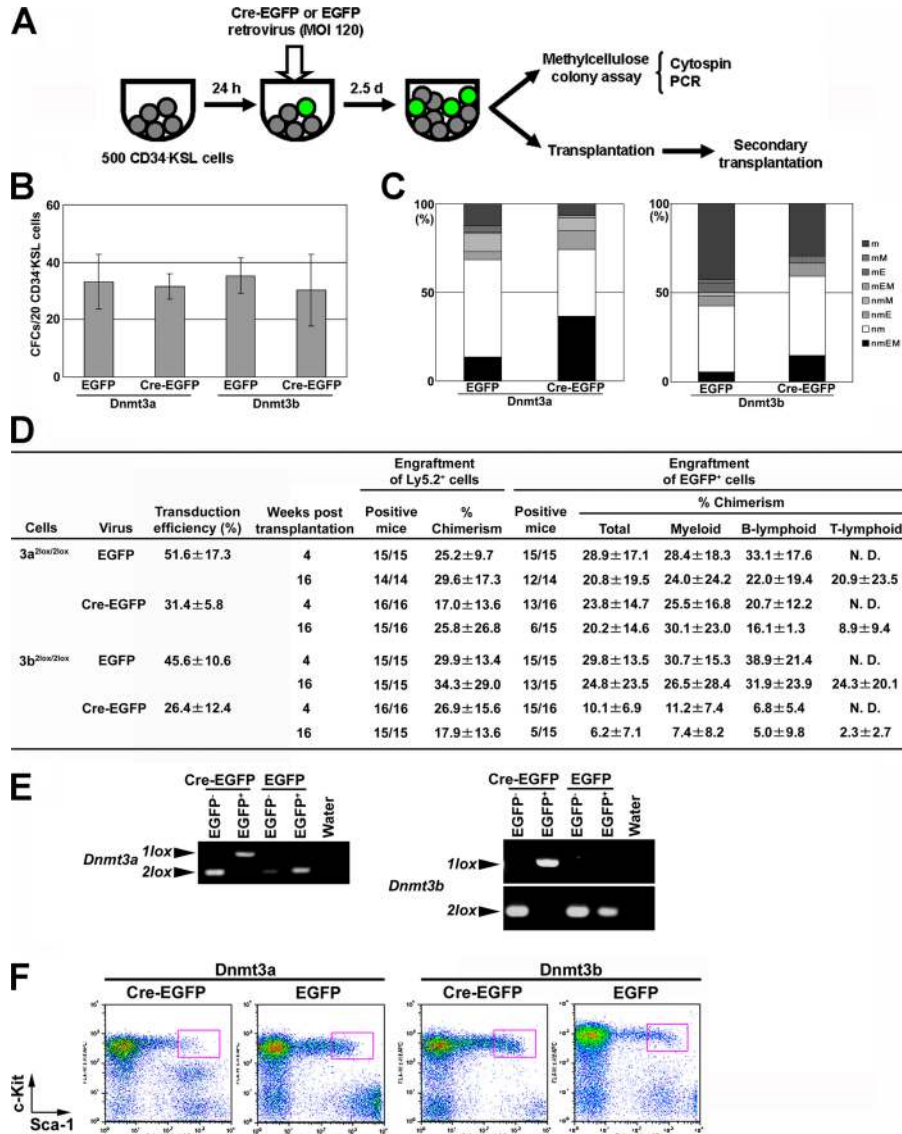 A
Cre-EGFP or EGFP
retrovirus (MOI 120)
24 h
2.5 d
500 CD34-KSL cells
Methylcellulose
colony assay
Cytospin
PCR
Transplantation
Secondary
transplantation
B
CFCs/20 CD34-KSL cells
60
40
20
0
EGFP Cre-EGFP EGFP Cre-EGFP
Dnmt3a Dnmt3b
C
100
(%)
50
0
EGFP Cre-EGFP
Dnmt3a
100
(%)
50
0
EGFP Cre-EGFP
Dnmt3b
m
mM
mE
mEM
nmM
nmE
nm
nmEM
D
Engraftment of Ly5.2+ cells Engraftment of EGFP+ cells
% Chimerism
Cells Virus Transduction efficiency (%) Weeks post transplantation Positive mice % Chimerism Positive mice Total Myeloid B-lymphoid T-lymphoid
3a2lox/2lox EGFP 51.6±17.3 4 15/15 25.2±9.7 15/15 28.9±17.1 28.4±18.3 33.1±17.6 N. D.
16 14/14 29.6±17.3 12/14 20.8±19.5 24.0±24.2 22.0±19.4 20.9±23.5
Cre-EGFP 31.4±5.8 4 16/16 17.0±13.6 13/16 23.8±14.7 25.5±16.8 20.7±12.2 N. D.
16 15/16 25.8±26.8 6/15 20.2±14.6 30.1±23.0 16.1±1.3 8.9±9.4
3b2lox/2lox EGFP 45.6±10.6 4 15/15 29.9±13.4 15/15 29.8±13.5 30.7±15.3 38.9±21.4 N. D.
16 15/15 34.3±29.0 13/15 24.8±23.5 26.5±28.4 31.9±23.9 24.3±20.1
Cre-EGFP 26.4±12.4 4 16/16 26.9±15.6 15/16 10.1±6.9 11.2±7.4 6.8±5.4 N. D.
16 15/15 17.9±13.6 5/15 6.2±7.1 7.4±8.2 5.0±9.8 2.3±2.7
E
Cre-EGFP EGFP
EGFP- EGFP+ EGFP- EGFP+ Water
Dnmt3a
1lox
2lox
Cre-EGFP EGFP
EGFP- EGFP+ EGFP- EGFP+ Water
Dnmt3b
1lox
2lox
F
Dnmt3a Dnmt3b
Cre-EGFP EGFP Cre-EGFP EGFP
c-Kit
Sca-1